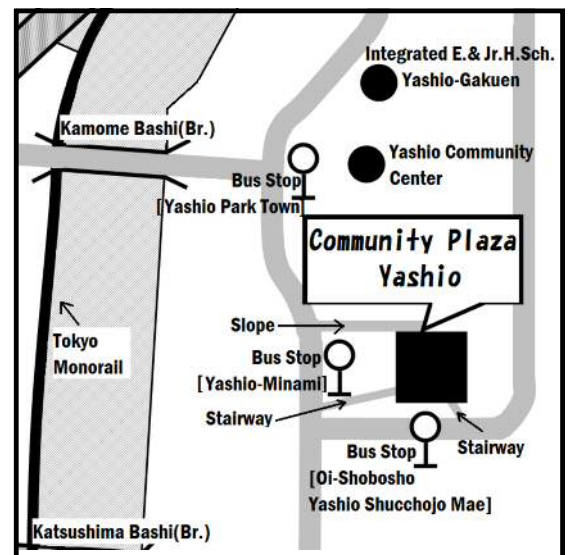 Integrated E.& Jr.H.Sch.
Yashio-Gakuen
Kamome Bashi(Br.)
Yashio Community
Center
Bus Stop
[Yashio Park Town]
Community Plaza
Yashio
Slope
Tokyo
Monorail
Bus Stop
[Yashio-Minami]
Stairway
Stairway
Bus Stop
[Oi-Shobosho
Yashio Shucchojo Mae]
Katsushima Bashi(Br.)